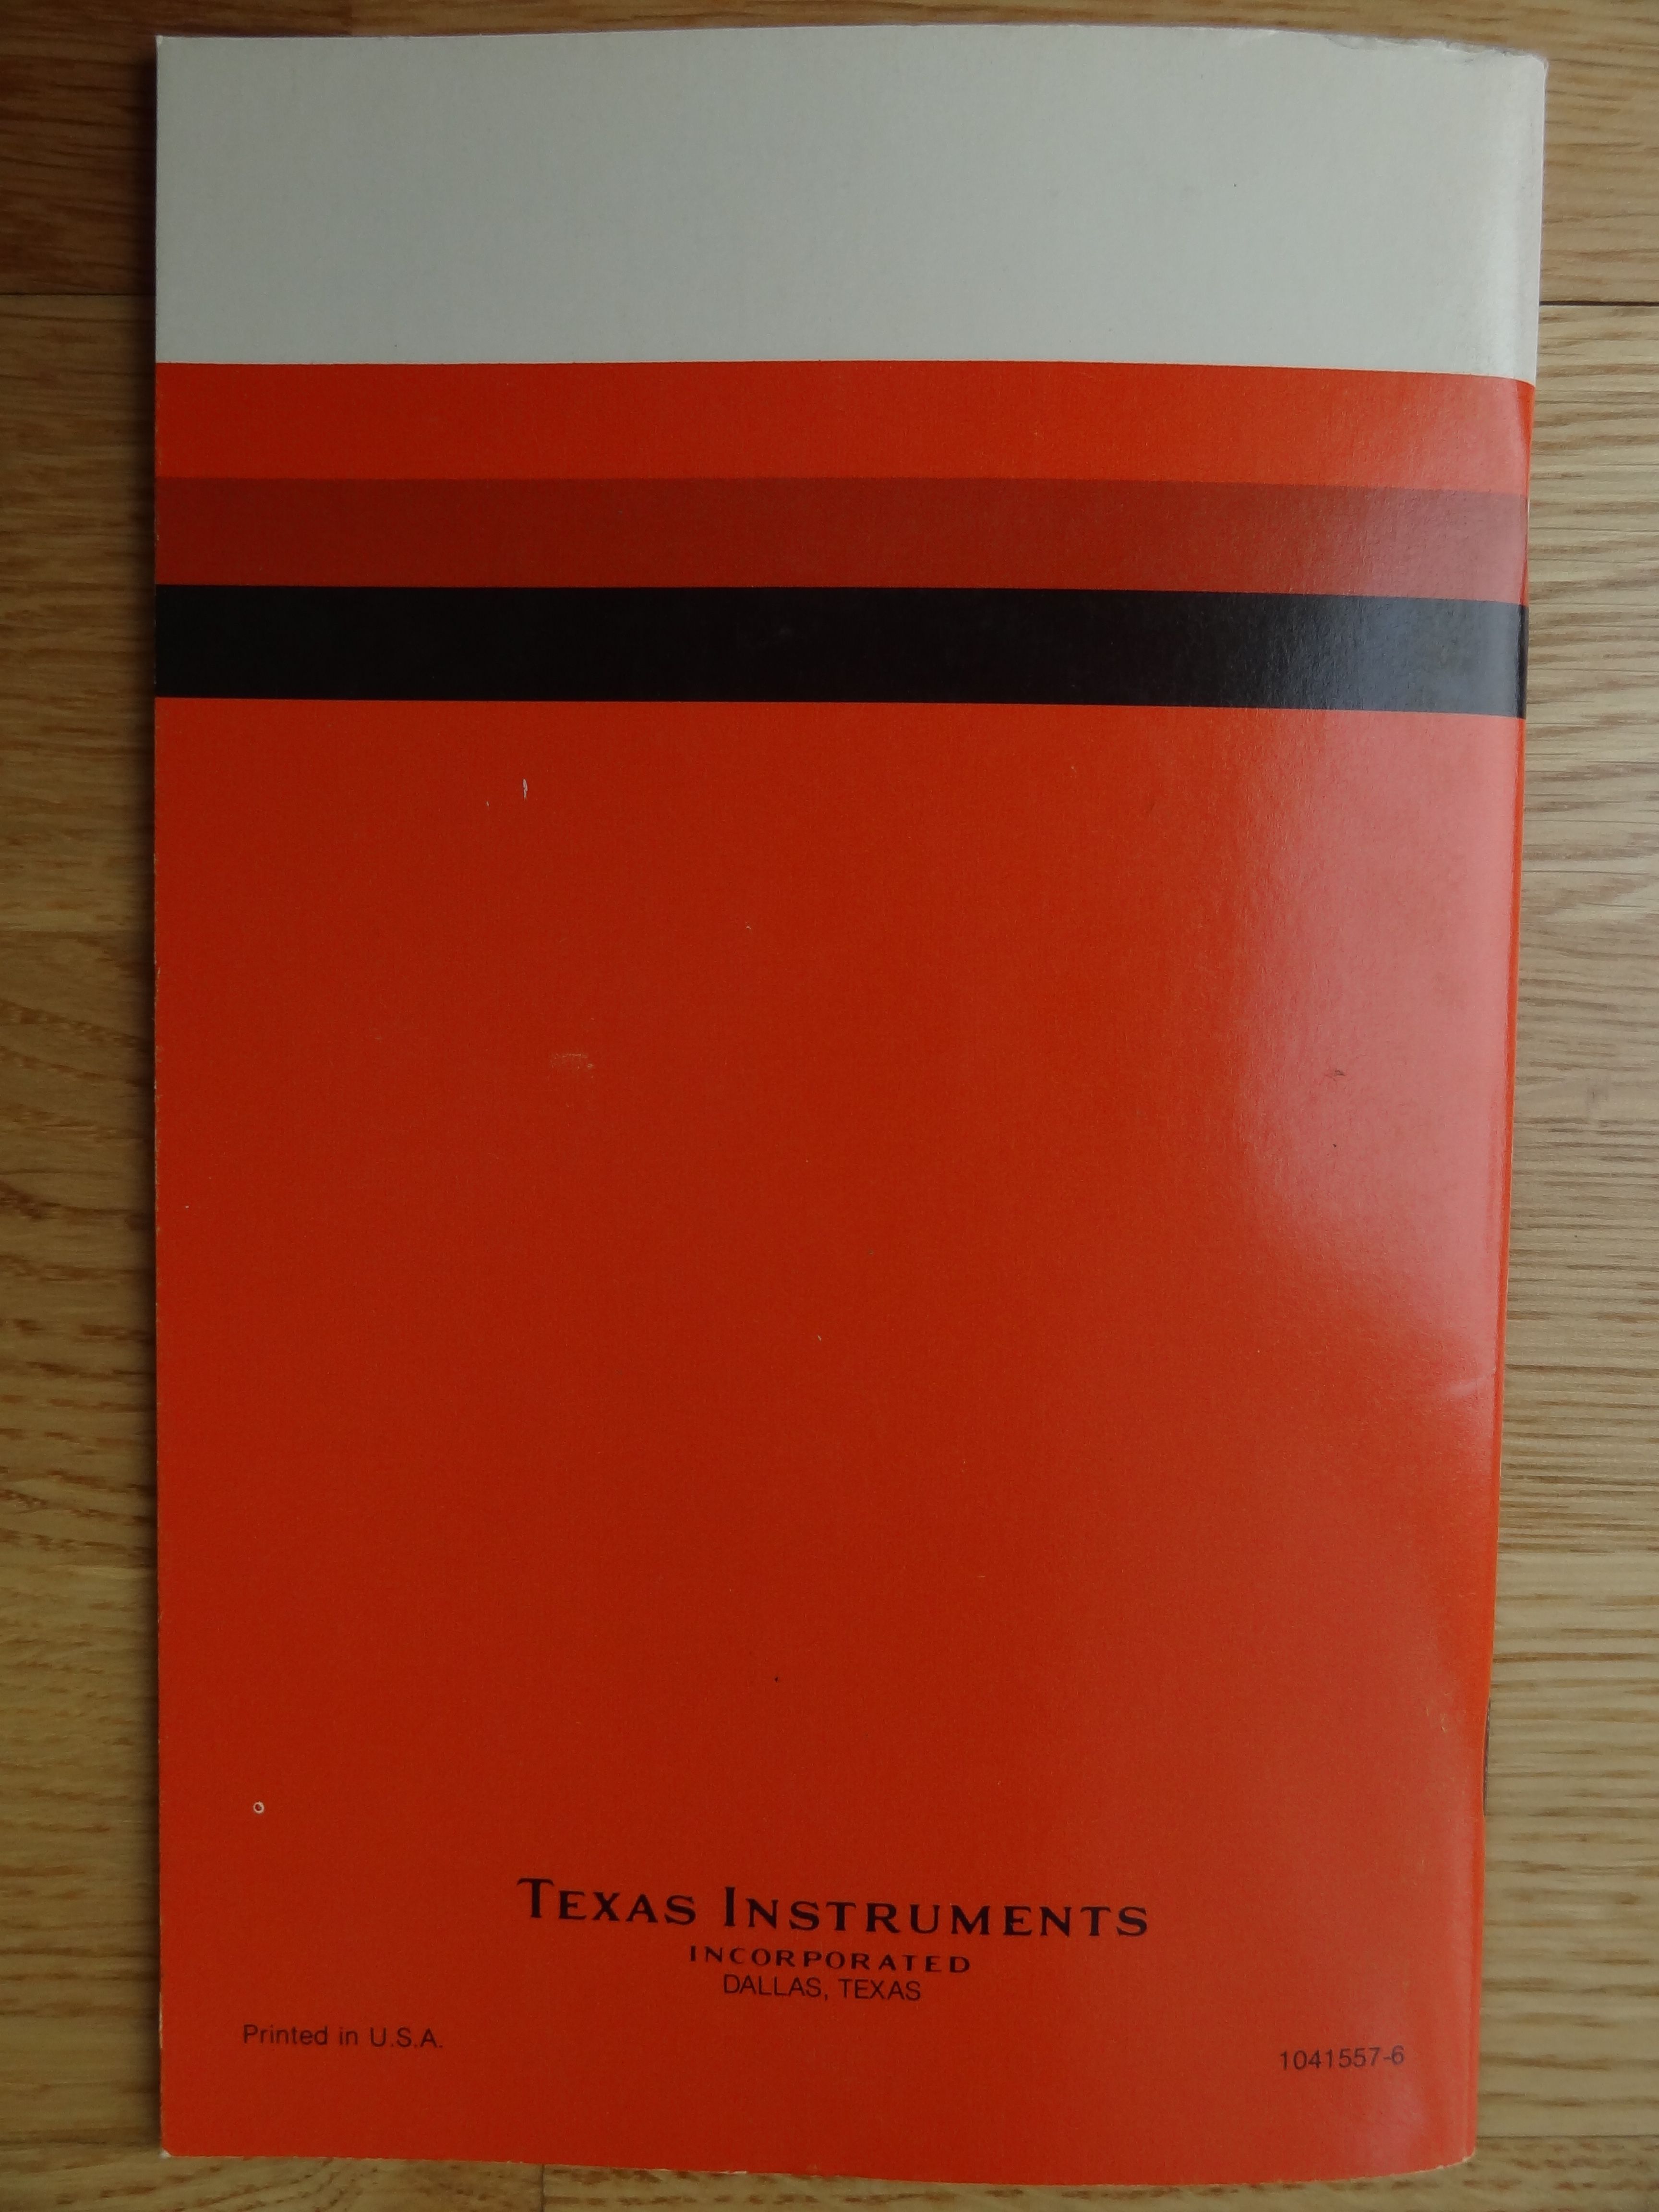 TEXAS INSTRUMENTS
INCORPORATED
DALLAS, TEXAS
Printed in U.S.A.
1041557-6